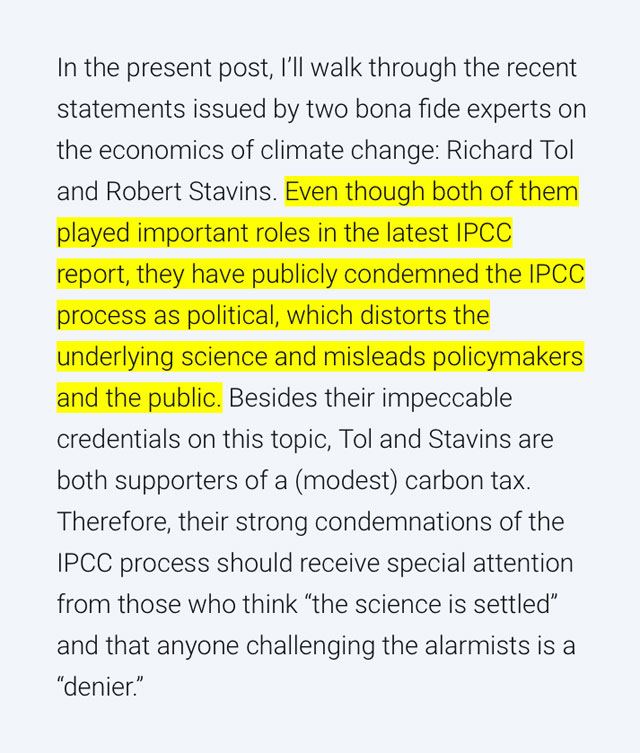 In the present post, I’ll walk through the recent
statements issued by two bona fide experts on
the economics of climate change: Richard Tol
and Robert Stavins. Even though both of them
played important roles in the latest IPCC
report, they have publicly condemned the IPCC
process as political, which distorts the
underlying science and misleads policymakers
and the public. Besides their impeccable
credentials on this topic, Tol and Stavins are
both supporters of a (modest) carbon tax.
Therefore, their strong condemnations of the
IPCC process should receive special attention
from those who think “the science is settled”
and that anyone challenging the alarmists is a
“denier.”